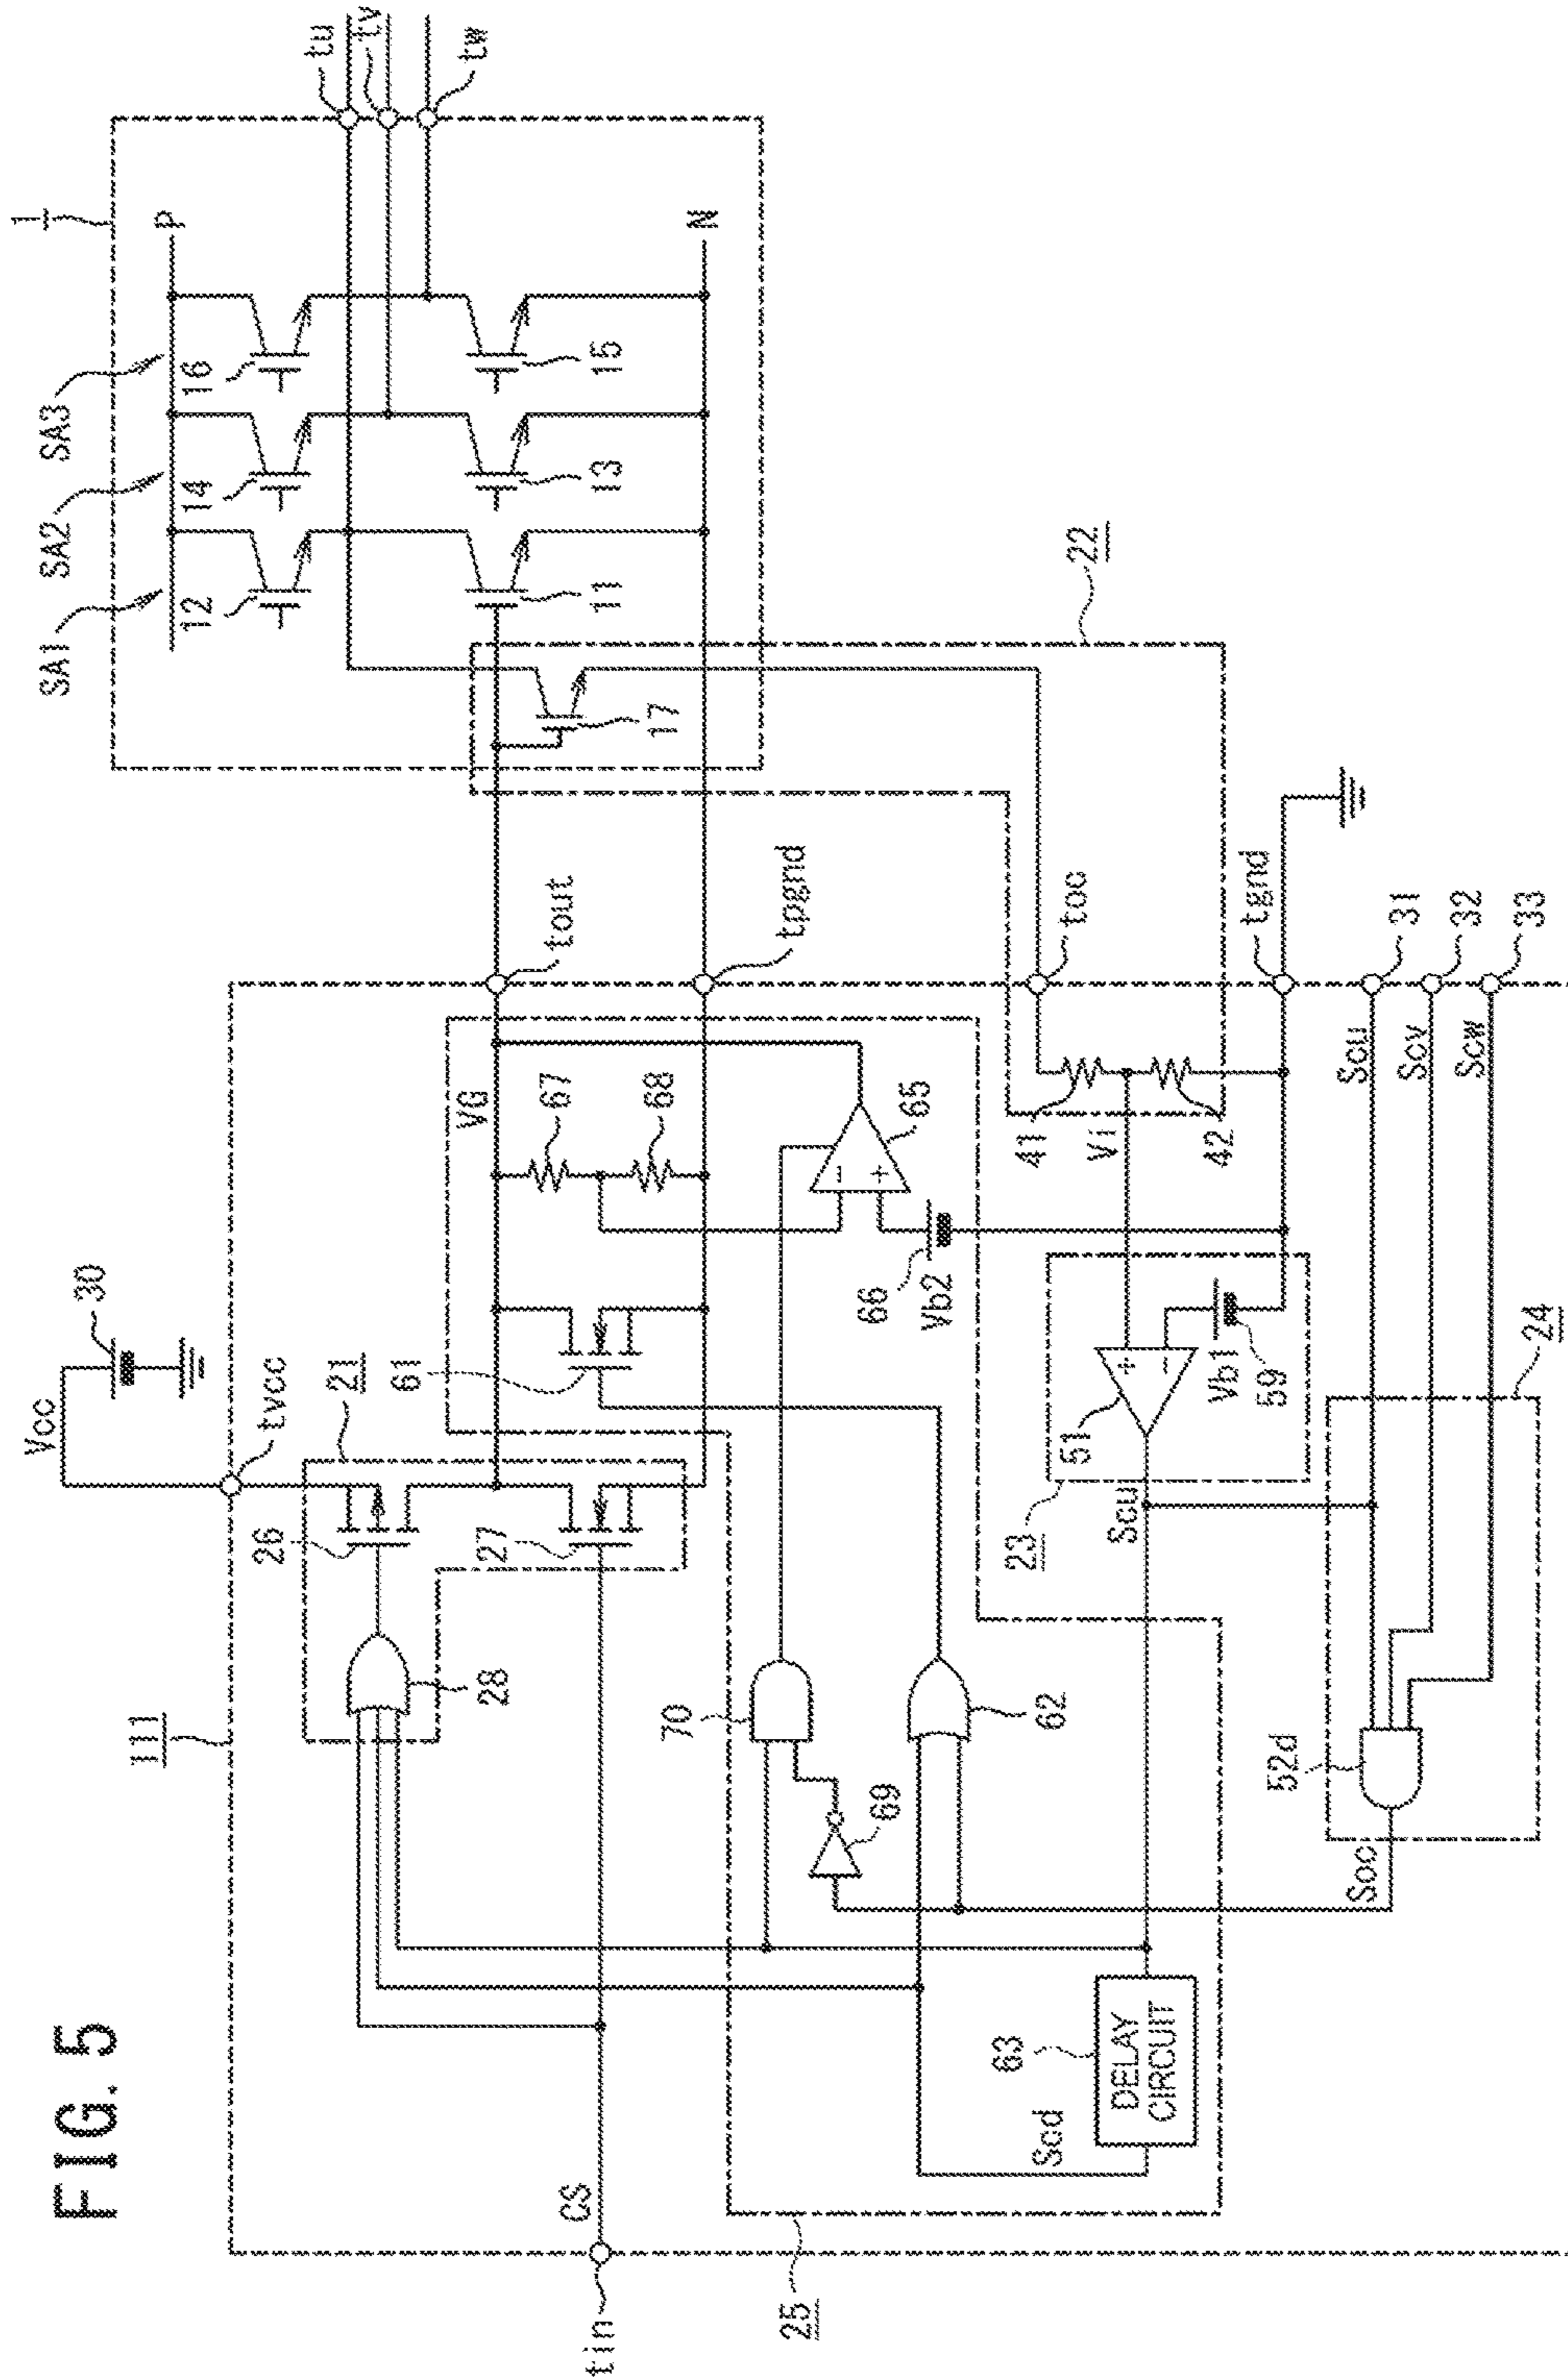 FIG. 5
Vcc
30
tvcc
111
21
26
27
28
61
CS
tin
25
VG
67
68
65
66
Vb2
70
69
62
63
DELAY
CIRCUIT
Scd
Scu
23
51
Vb1
59
Soc
52d
24
41
Vi
42
22
tout
tpgnd
toc
tgnd
Scu
31
Scv
32
Scw
33
1
SA1
SA2
SA3
P
N
12
14
16
11
13
15
17
tu
tv
tw